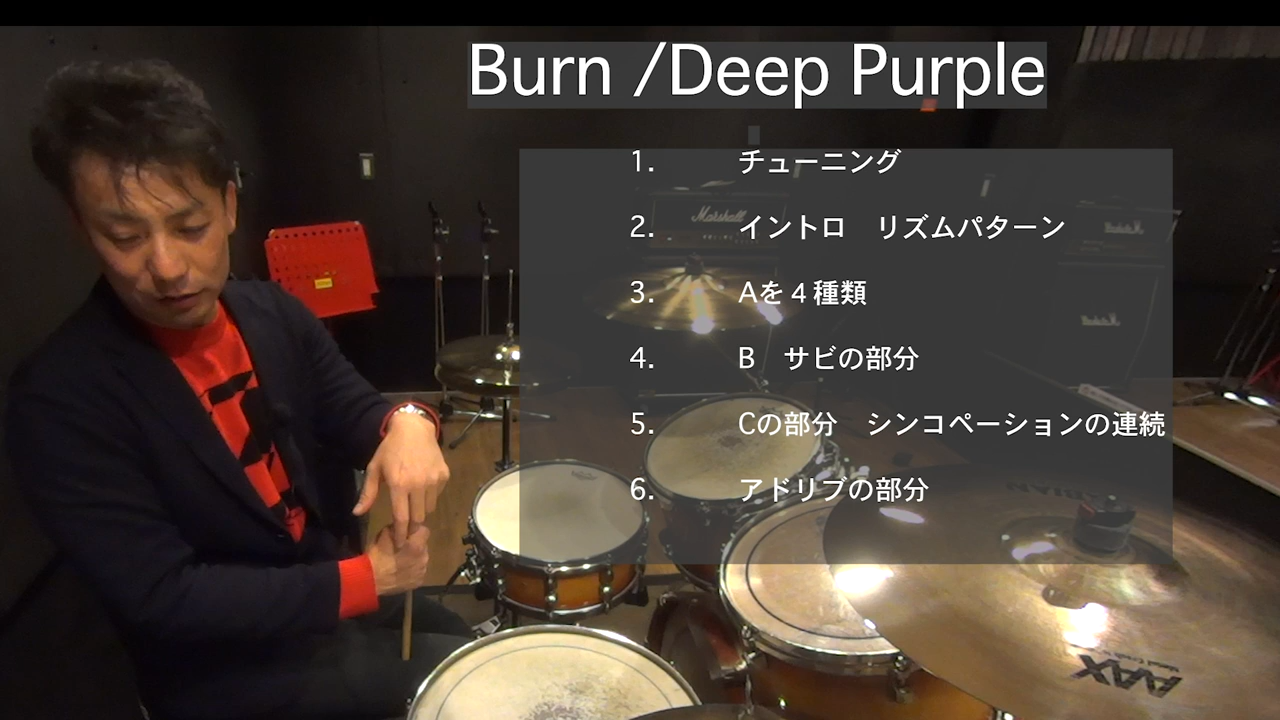 Burn /Deep Purple
1. チューニング
2. イントロ　リズムパターン
3. Aを４種類
4. B　サビの部分
5. Cの部分　シンコペーションの連続
6. アドリブの部分
Marshall
SABIAN
AAX